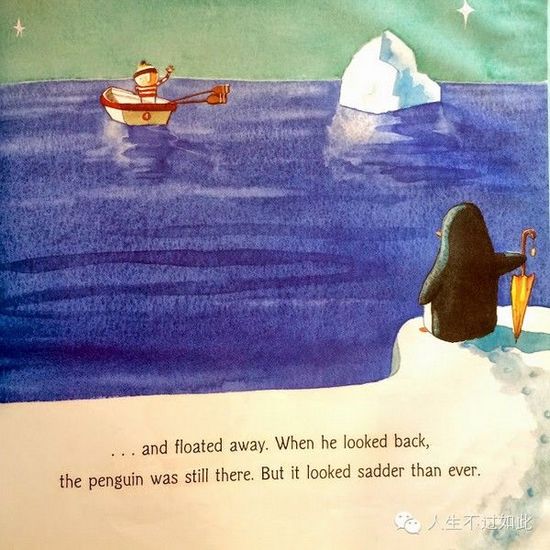 4
. . . and floated away. When he looked back,
the penguin was still there. But it looked sadder than ever.
人生不过如此